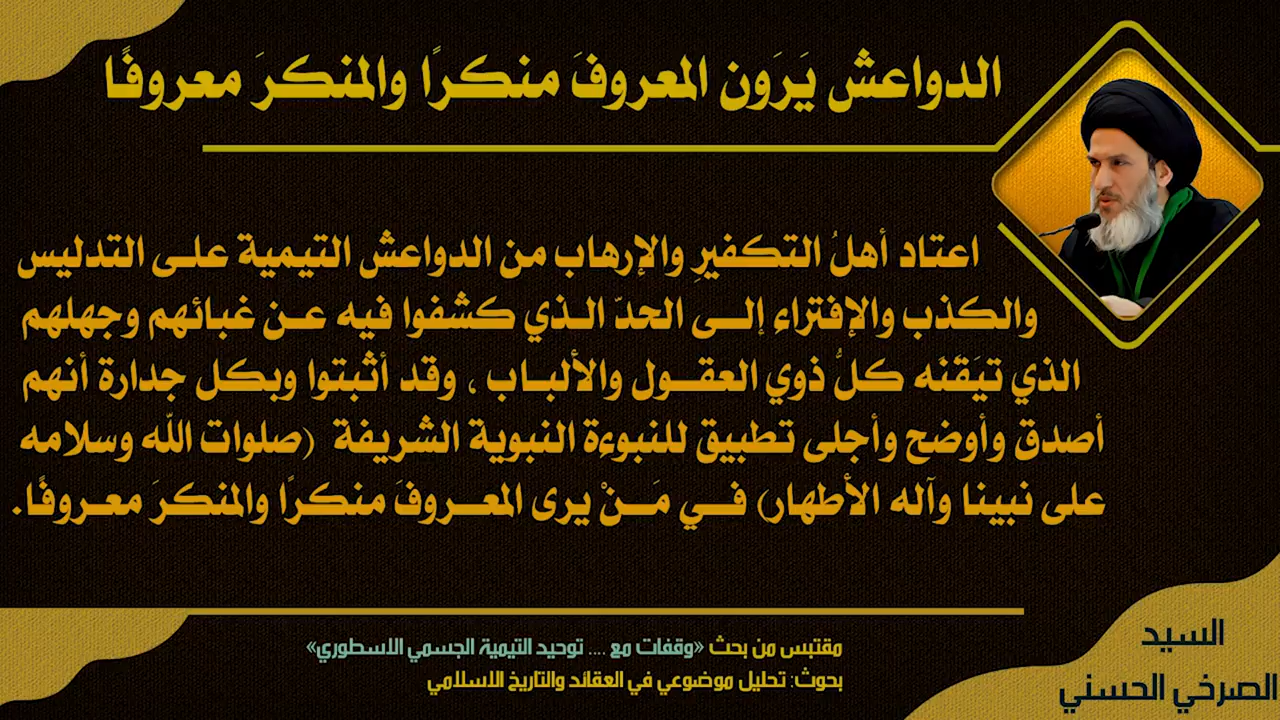 الدواعش يَرَون المعروفَ منكرًا والمنكرَ معروفًا
اعتاد أهلُ التكفيرِ والإرهاب من الدواعش التيمية على التدليس
والكذب والإفتراء إلى الحدّ الذي كشفوا فيه عن غبائهم وجهلهم
الذي تيَقّنَه كلُّ ذوي العقول والألباب ، وقد أثبتوا وبكل جدارة أنهم
أصدق وأوضح وأجلى تطبيق للنبوءة النبوية الشريفة (صلوات الله وسلامه
على نبينا وآله الأطهار) في مَنْ يرى المعروفَ منكرًا والمنكرَ معروفًا.
مقتبس من بحث «وقفات مع .... توحيد التيمية الجسمي الاسطوري»
بحوث: تحليل موضوعي في العقائد والتاريخ الاسلامي
السيد
الصرخي الحسني